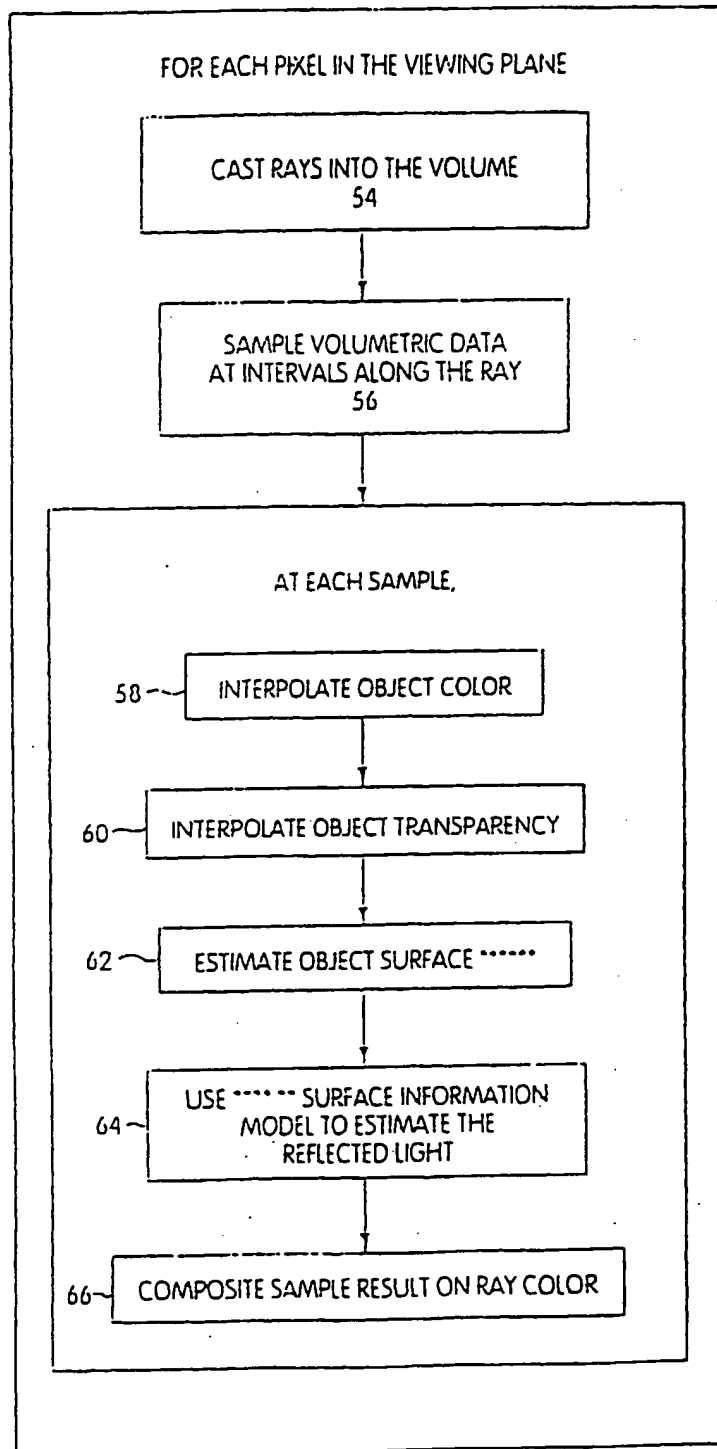 FOR EACH PIXEL IN THE VIEWING PLANE
CAST RAYS INTO THE VOLUME
54
SAMPLE VOLUMETRIC DATA
AT INTERVALS ALONG THE RAY
56
AT EACH SAMPLE,
58 INTERPOLATE OBJECT COLOR
60 INTERPOLATE OBJECT TRANSPARENCY
62 ESTIMATE OBJECT SURFACE ······
USE ······ SURFACE INFORMATION
64 MODEL TO ESTIMATE THE
REFLECTED LIGHT
66 COMPOSITE SAMPLE RESULT ON RAY COLOR